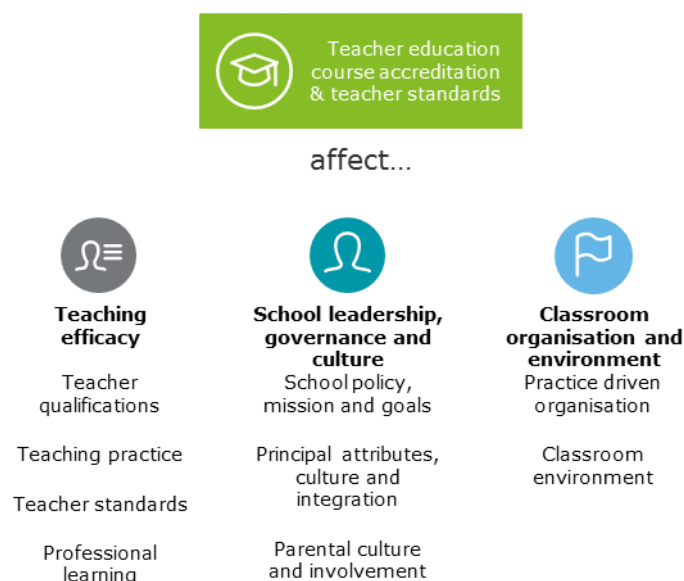 Teacher education
course accreditation
& teacher standards
affect...
Teaching
efficacy
Teacher
qualifications
Teaching practice
Teacher standards
Professional
learning
School leadership,
governance and
culture
School policy,
mission and goals
Principal attributes,
culture and
integration
Parental culture
and involvement
Classroom
organisation and
environment
Practice driven
organisation
Classroom
environment